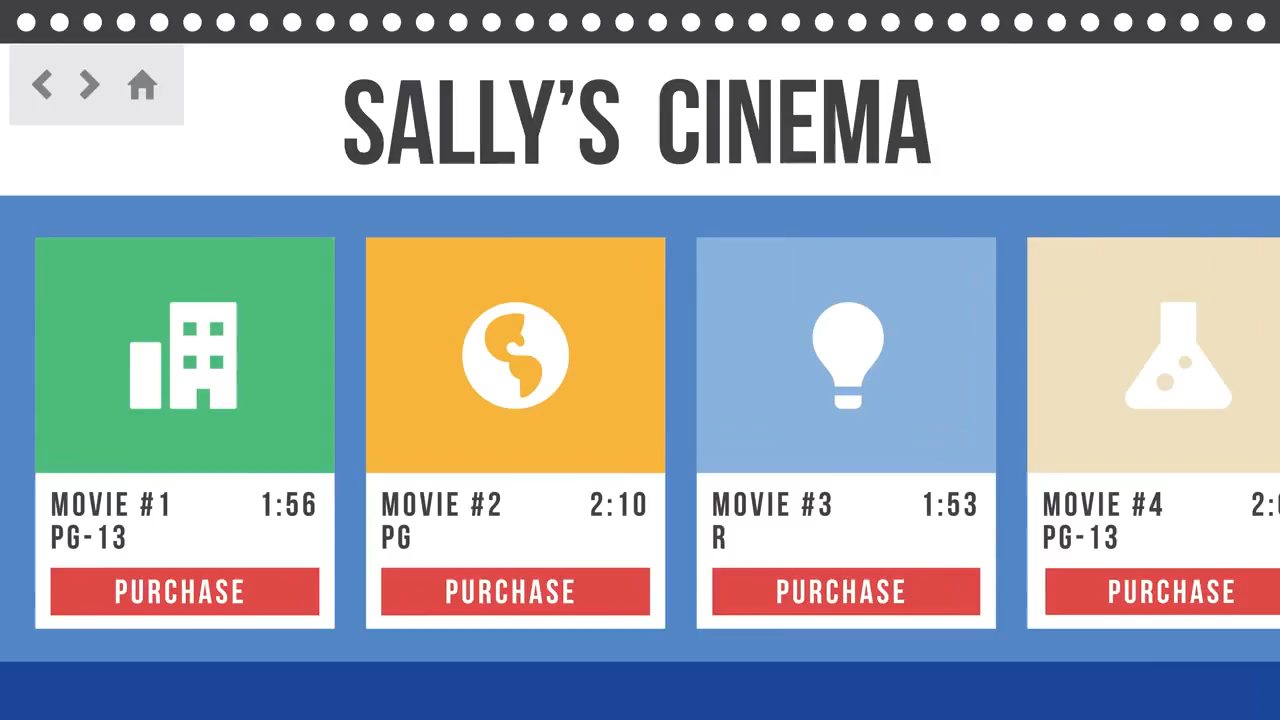 SALLY'S CINEMA
MOVIE #1 1:56
PG-13
PURCHASE
MOVIE #2 2:10
PG
PURCHASE
MOVIE #3 1:53
R
PURCHASE
MOVIE #4
PG-13
PURCHASE